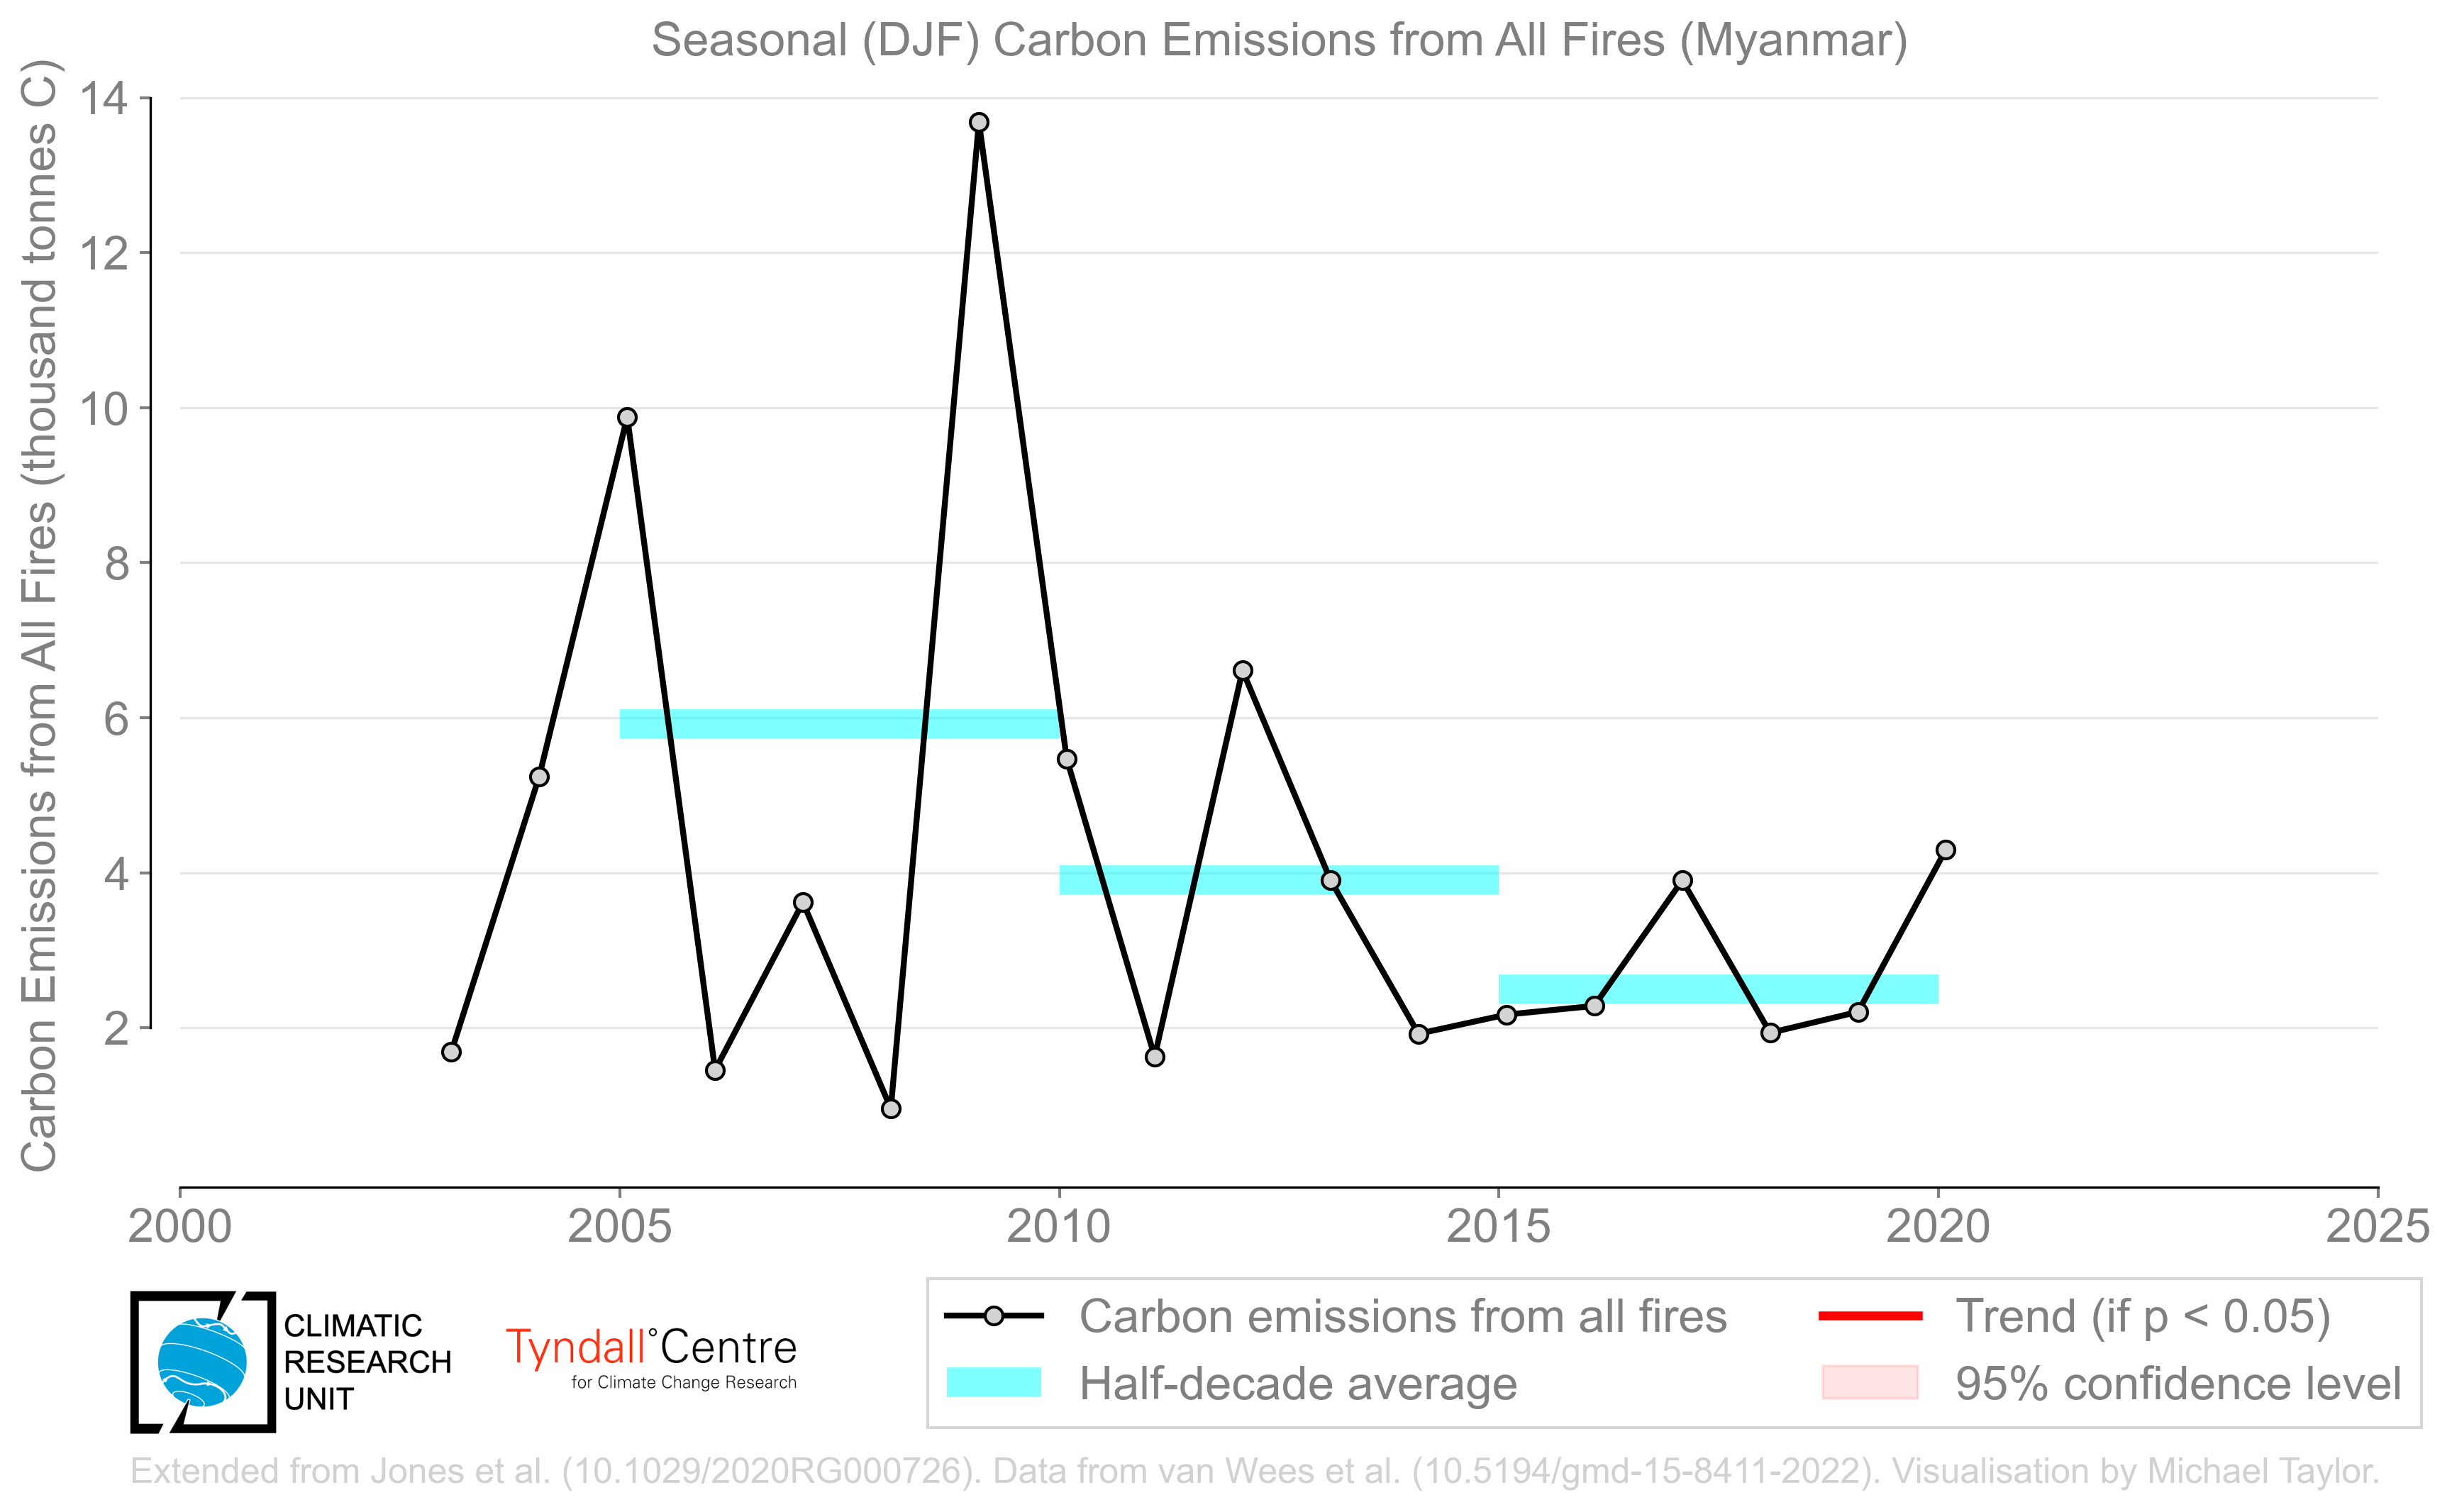 Seasonal (DJF) Carbon Emissions from All Fires (Myanmar)
Carbon Emissions from All Fires (thousand tonnes C)
14
12
10
8
6
4
2
2000
2005
2010
2015
2020
2025
CLIMATIC
RESEARCH
UNIT
Tyndall°Centre
for Climate Change Research
Carbon emissions from all fires
Half-decade average
Trend (if p < 0.05)
95% confidence level
Extended from Jones et al. (10.1029/2020RG000726). Data from van Wees et al. (10.5194/gmd-15-8411-2022). Visualisation by Michael Taylor.